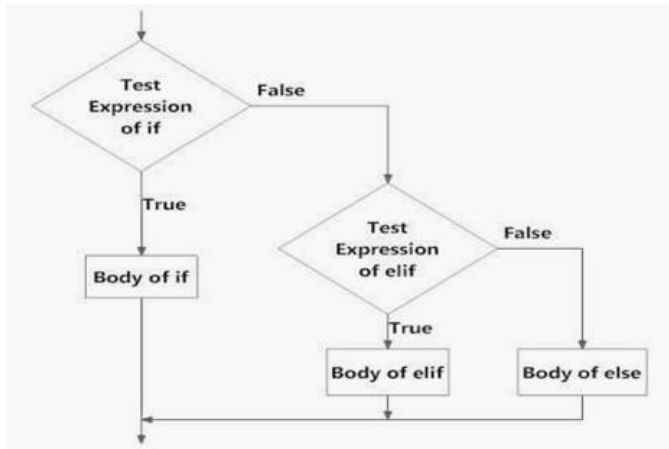 Test
Expression
of if
False
True
Body of if
Test
Expression
of elif
False
True
Body of elif
Body of else